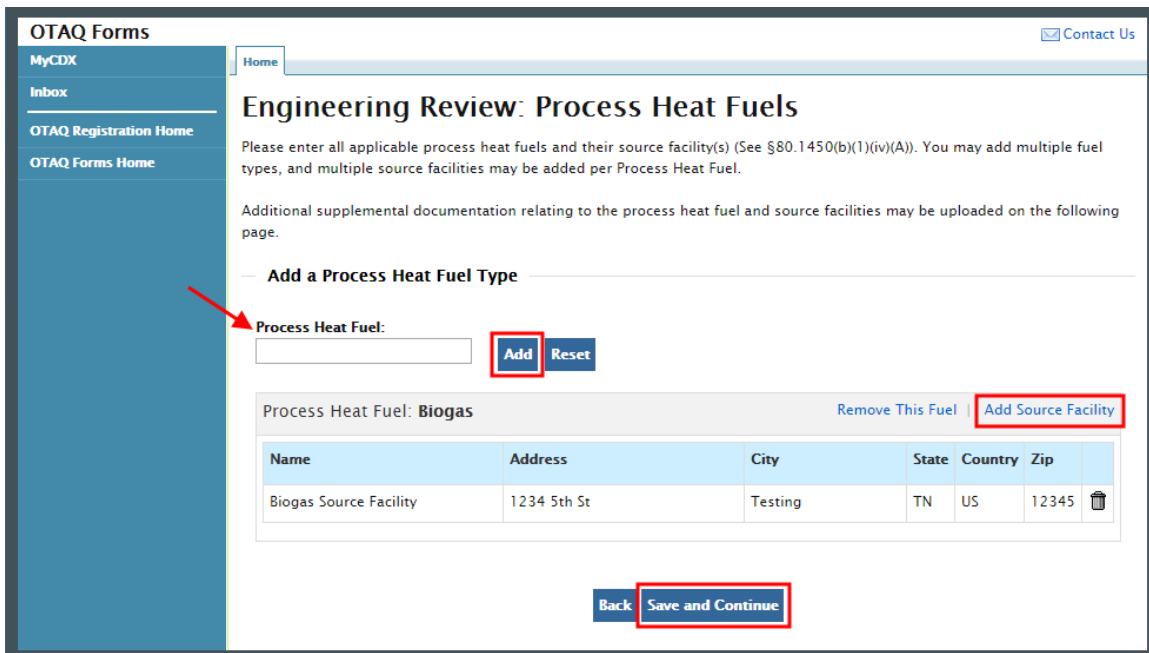 OTAQ Forms
Contact Us
MyCDX
Inbox
OTAQ Registration Home
OTAQ Forms Home
Home
Engineering Review: Process Heat Fuels
Please enter all applicable process heat fuels and their source facility(s) (See §80.1450(b)(1)(iv)(A)). You may add multiple fuel
types, and multiple source facilities may be added per Process Heat Fuel.
Additional supplemental documentation relating to the process heat fuel and source facilities may be uploaded on the following
page.
Add a Process Heat Fuel Type
Process Heat Fuel:
Add Reset
Process Heat Fuel: Biogas Remove This Fuel | Add Source Facility
Name Address City State Country Zip
Biogas Source Facility 1234 5th St Testing TN US 12345
Back Save and Continue